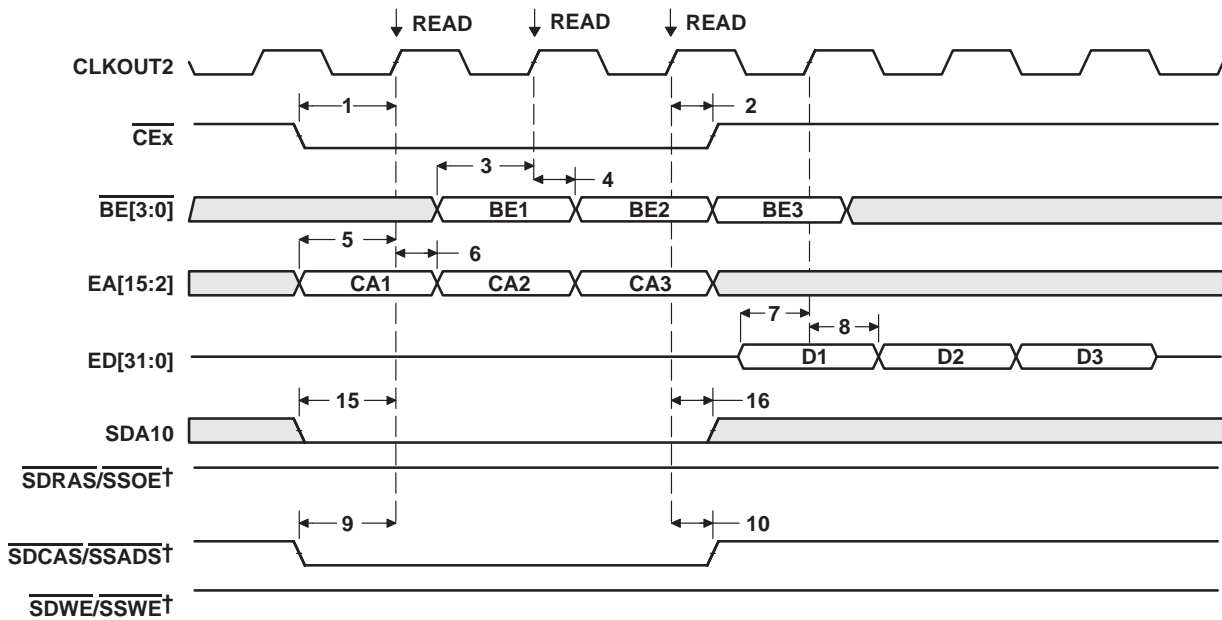 READ READ READ
CLKOUT2
1 2
CEx
3 4
BE[3:0] BE1 BE2 BE3
5 6
EA[15:2] CA1 CA2 CA3
7 8
ED[31:0] D1 D2 D3
15 16
SDA10
SDRAS/SSOE†
9 10
SDCAS/SSADS†
SDWE/SSWE†